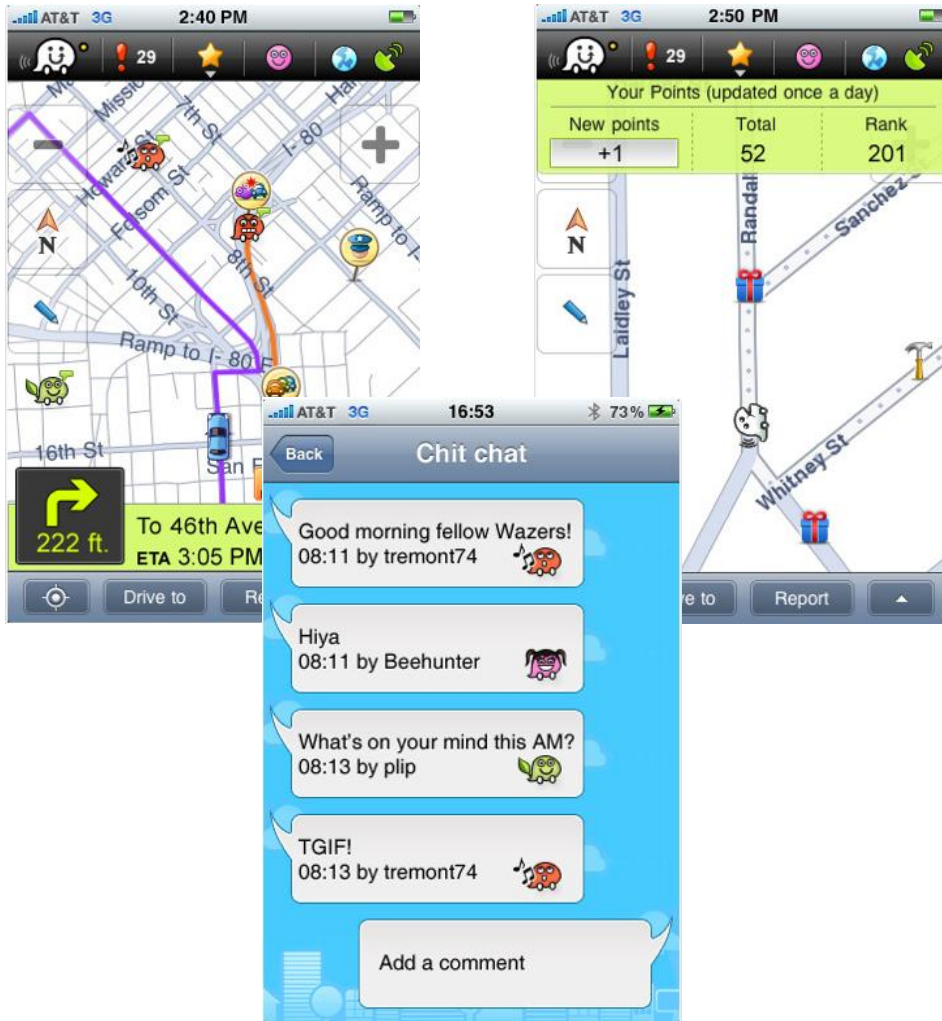 AT&T 3G 2:40 PM
29
Mission
7th St
I- 80
Howard St
Folsom St
Ramp to I-
N
8th St
10th St
Ramp to I- 80 E
16th St
222 ft.
To 46th Ave
ETA 3:05 PM
Drive to
AT&T 3G 2:50 PM
29
Your Points (updated once a day)
New points Total Rank
+1 52 201
Randal
Sanchez
N
Laidley St
Whitney St
Report
AT&T 3G 16:53 73%
Back Chit chat
Good morning fellow Wazers!
08:11 by tremont74
Hiya
08:11 by Beehunter
What's on your mind this AM?
08:13 by plip
TGIF!
08:13 by tremont74
Add a comment